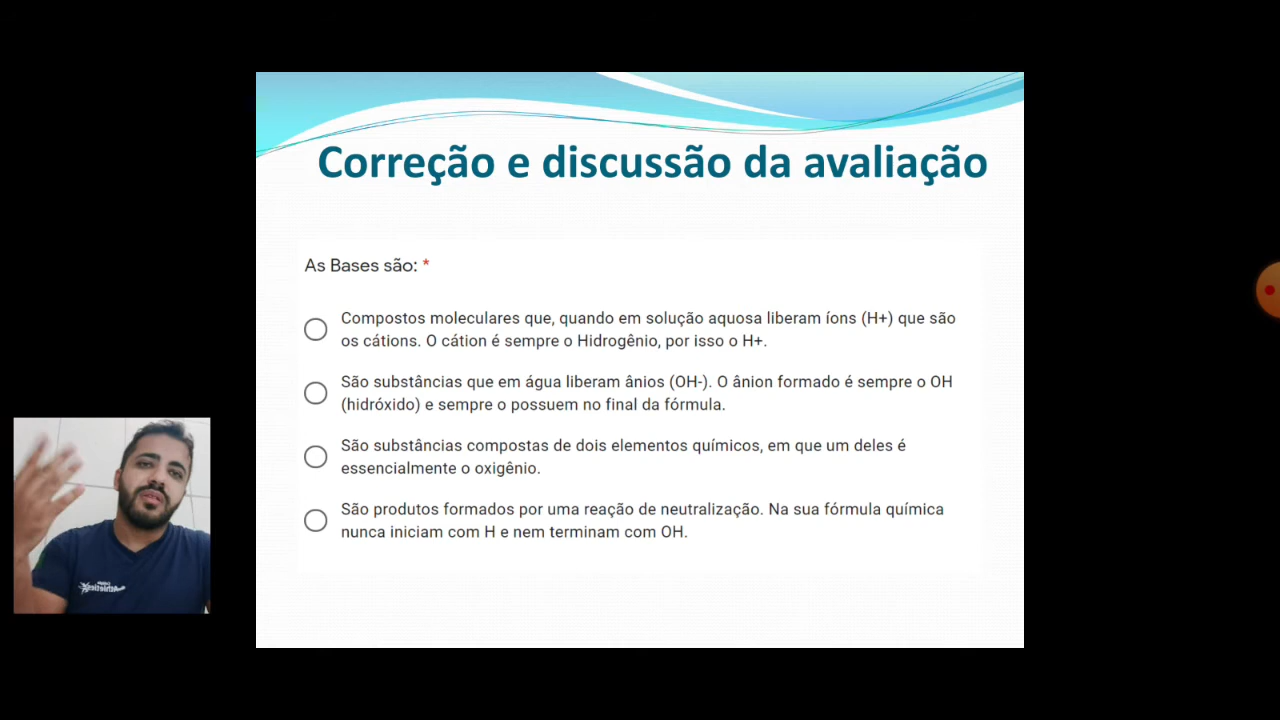 Correção e discussão da avaliação
As Bases são: *
Compostos moleculares que, quando em solução aquosa liberam íons (H+) que são
os cátions. O cátion é sempre o Hidrogênio, por isso o H+.
São substâncias que em água liberam ânios (OH-). O ânion formado é sempre o OH
(hidróxido) e sempre o possuem no final da fórmula.
São substâncias compostas de dois elementos químicos, em que um deles é
essencialmente o oxigênio.
São produtos formados por uma reação de neutralização. Na sua fórmula química
nunca iniciam com H e nem terminam com OH.